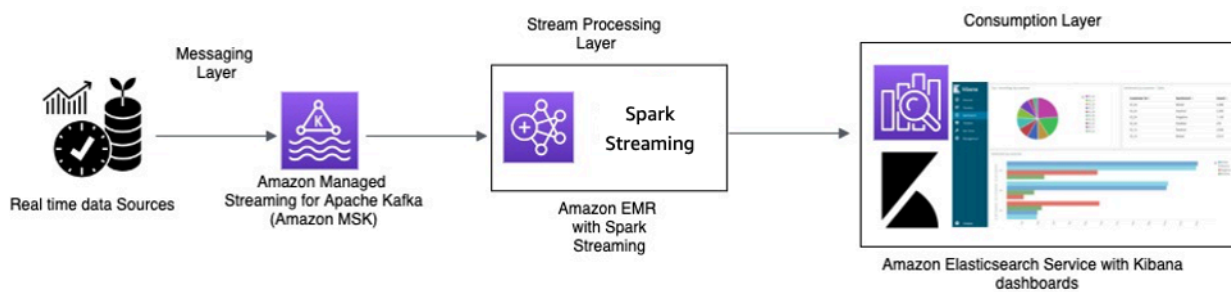 Messaging
Layer
Stream Processing
Layer
Consumption Layer
K
Spark
Streaming
Kibana
Real time data Sources
Amazon Managed
Streaming for Apache Kafka
(Amazon MSK)
Amazon EMR
with Spark
Streaming
Amazon Elasticsearch Service with Kibana
dashboards